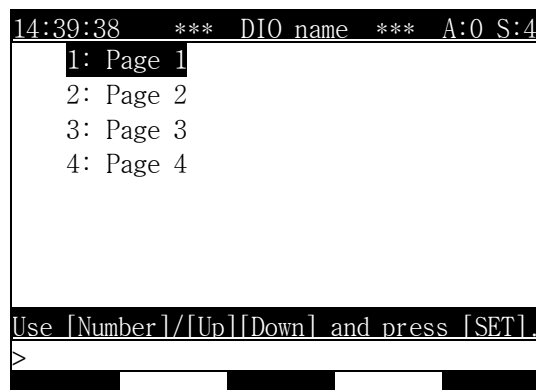 14:39:38 *** DIO name *** A:0 S:4
1: Page 1
2: Page 2
3: Page 3
4: Page 4
Use [Number]/[Up][Down] and press [SET].
>